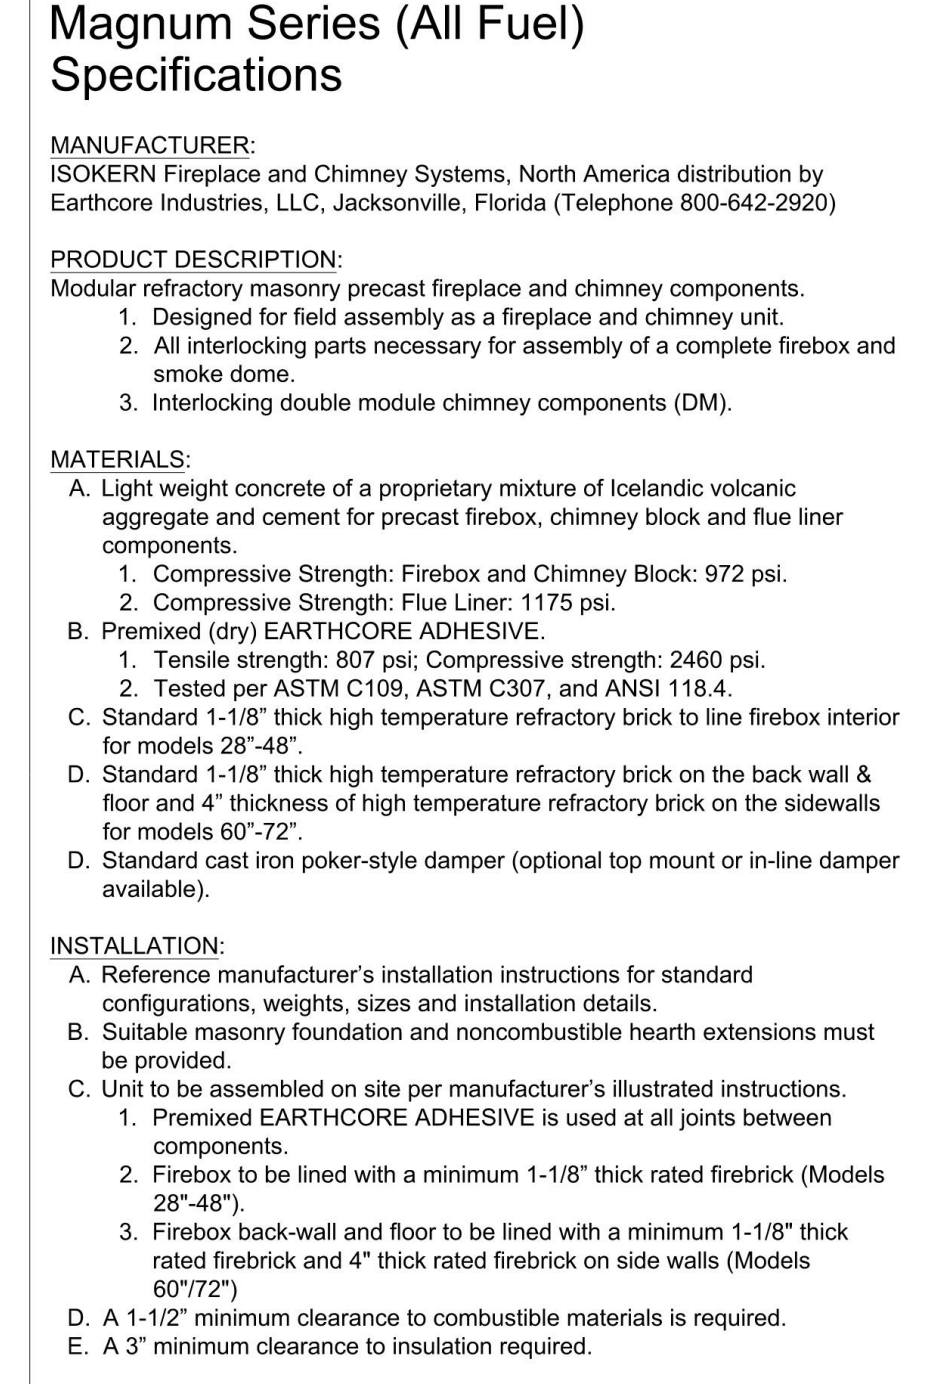 Magnum Series (All Fuel)
Specifications
MANUFACTURER:
ISOKERN Fireplace and Chimney Systems, North America distribution by
Earthcore Industries, LLC, Jacksonville, Florida (Telephone 800-642-2920)
PRODUCT DESCRIPTION:
Modular refractory masonry precast fireplace and chimney components.
1. Designed for field assembly as a fireplace and chimney unit.
2. All interlocking parts necessary for assembly of a complete firebox and
smoke dome.
3. Interlocking double module chimney components (DM).
MATERIALS:
A. Light weight concrete of a proprietary mixture of Icelandic volcanic
aggregate and cement for precast firebox, chimney block and flue liner
components.
1. Compressive Strength: Firebox and Chimney Block: 972 psi.
2. Compressive Strength: Flue Liner: 1175 psi.
B. Premixed (dry) EARTHCORE ADHESIVE.
1. Tensile strength: 807 psi; Compressive strength: 2460 psi.
2. Tested per ASTM C109, ASTM C307, and ANSI 118.4.
C. Standard 1-1/8” thick high temperature refractory brick to line firebox interior
for models 28”-48”.
D. Standard 1-1/8” thick high temperature refractory brick on the back wall &
floor and 4” thickness of high temperature refractory brick on the sidewalls
for models 60”-72”.
D. Standard cast iron poker-style damper (optional top mount or in-line damper
available).
INSTALLATION:
A. Reference manufacturer’s installation instructions for standard
configurations, weights, sizes and installation details.
B. Suitable masonry foundation and noncombustible hearth extensions must
be provided.
C. Unit to be assembled on site per manufacturer’s illustrated instructions.
1. Premixed EARTHCORE ADHESIVE is used at all joints between
components.
2. Firebox to be lined with a minimum 1-1/8” thick rated firebrick (Models
28"-48").
3. Firebox back-wall and floor to be lined with a minimum 1-1/8" thick
rated firebrick and 4" thick rated firebrick on side walls (Models
60"/72")
D. A 1-1/2” minimum clearance to combustible materials is required.
E. A 3” minimum clearance to insulation required.